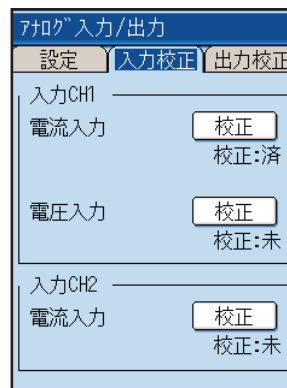 ｱﾅﾛｸﾞ入力/出力
設定 入力校正 出力校正
入力CH1
電流入力 校正
校正:済
電圧入力 校正
校正:未
入力CH2
電流入力 校正
校正:未